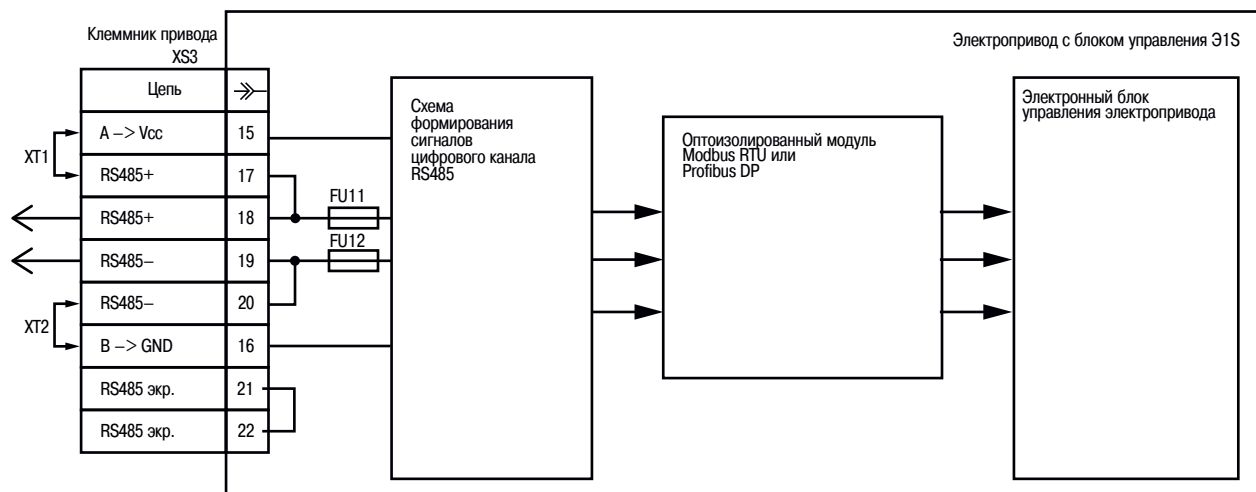 Клеммник привода
XS3
Электропривод с блоком управления Э1S
Цепь
A –> Vcc 15
RS485+ 17
RS485+ 18
RS485– 19
RS485– 20
B –> GND 16
RS485 экр. 21
RS485 экр. 22
XT1
XT2
FU11
FU12
Схема
формирования
сигналов
цифрового канала
RS485
Оптоизолированный модуль
Modbus RTU или
Profibus DP
Электронный блок
управления электропривода